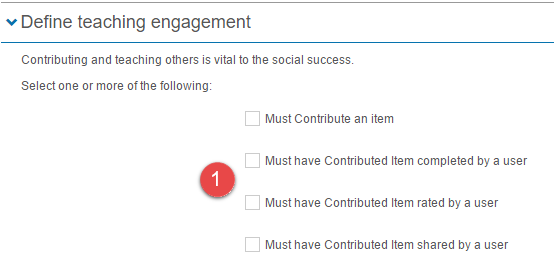 Define teaching engagement
Contributing and teaching others is vital to the social success.
Select one or more of the following:
Must Contribute an item
Must have Contributed Item completed by a user
1
Must have Contributed Item rated by a user
Must have Contributed Item shared by a user